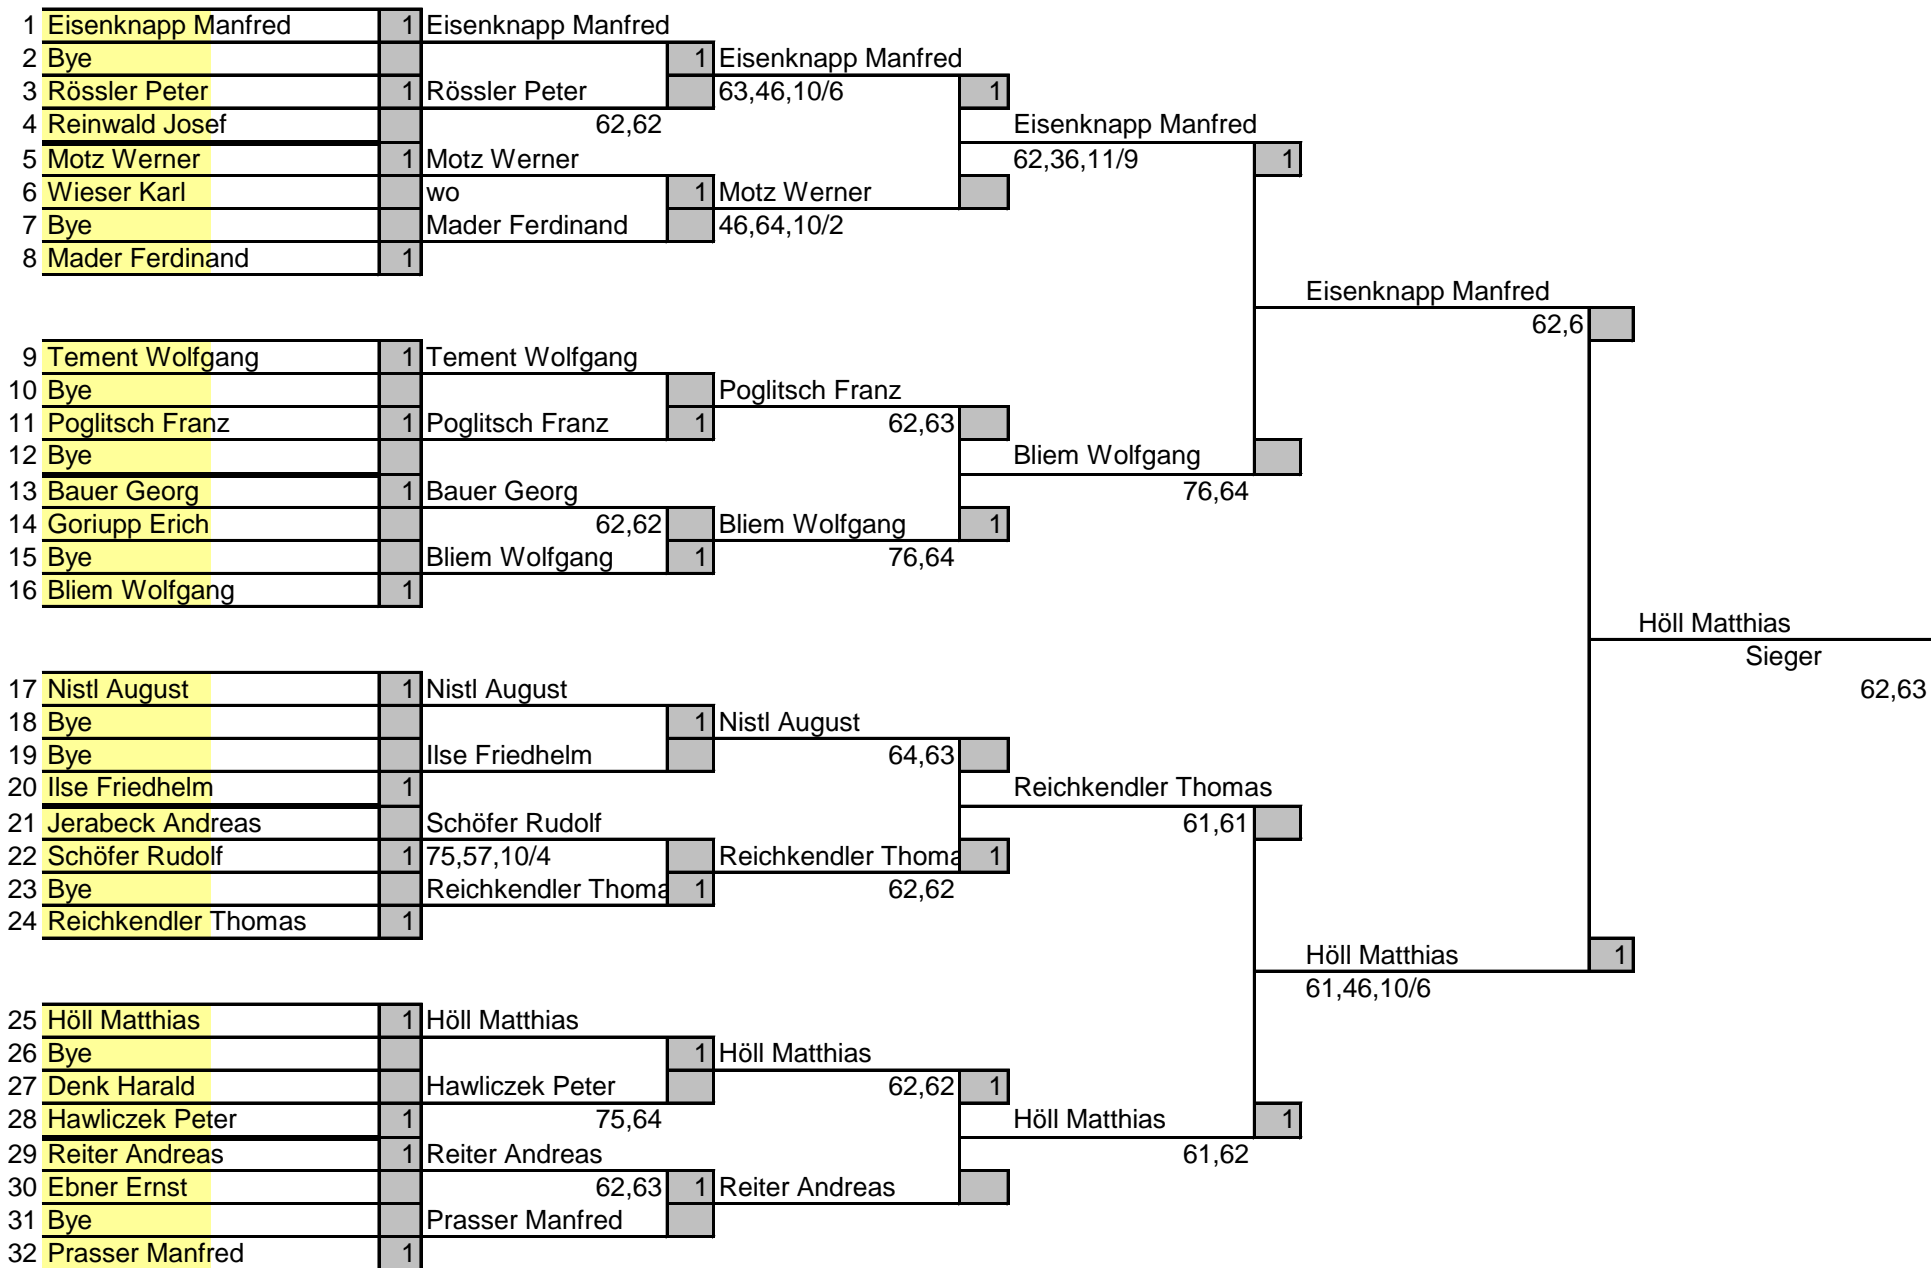 1 Eisenknapp Manfred 1 Eisenknapp Manfred
2 Bye 1 Eisenknapp Manfred
3 Rössler Peter 1 Rössler Peter 63,46,10/6 1
4 Reinwald Josef 62,62 Eisenknapp Manfred
5 Motz Werner 1 Motz Werner 62,36,11/9 1
6 Wieser Karl wo 1 Motz Werner
7 Bye Mader Ferdinand 46,64,10/2
8 Mader Ferdinand 1
Eisenknapp Manfred
62,6
9 Tement Wolfgang 1 Tement Wolfgang
10 Bye Poglitsch Franz
11 Poglitsch Franz 1 Poglitsch Franz 1 62,63
12 Bye Bliem Wolfgang
13 Bauer Georg 1 Bauer Georg 76,64
14 Goriupp Erich 62,62 Bliem Wolfgang 1
15 Bye Bliem Wolfgang 1 76,64
16 Bliem Wolfgang 1
Höll Matthias
Sieger
17 Nistl August 1 Nistl August 62,63
18 Bye 1 Nistl August
19 Bye Ilse Friedhelm 64,63
20 Ilse Friedhelm 1 Reichkendler Thomas
21 Jerabeck Andreas Schöfer Rudolf 61,61
22 Schöfer Rudolf 1 75,57,10/4 Reichkendler Thoma 1
23 Bye Reichkendler Thoma 1 62,62
24 Reichkendler Thomas 1
Höll Matthias 1
61,46,10/6
25 Höll Matthias 1 Höll Matthias
26 Bye 1 Höll Matthias
27 Denk Harald Hawliczek Peter 62,62 1
28 Hawliczek Peter 1 75,64 Höll Matthias 1
29 Reiter Andreas 1 Reiter Andreas 61,62
30 Ebner Ernst 62,63 1 Reiter Andreas
31 Bye Prasser Manfred
32 Prasser Manfred 1